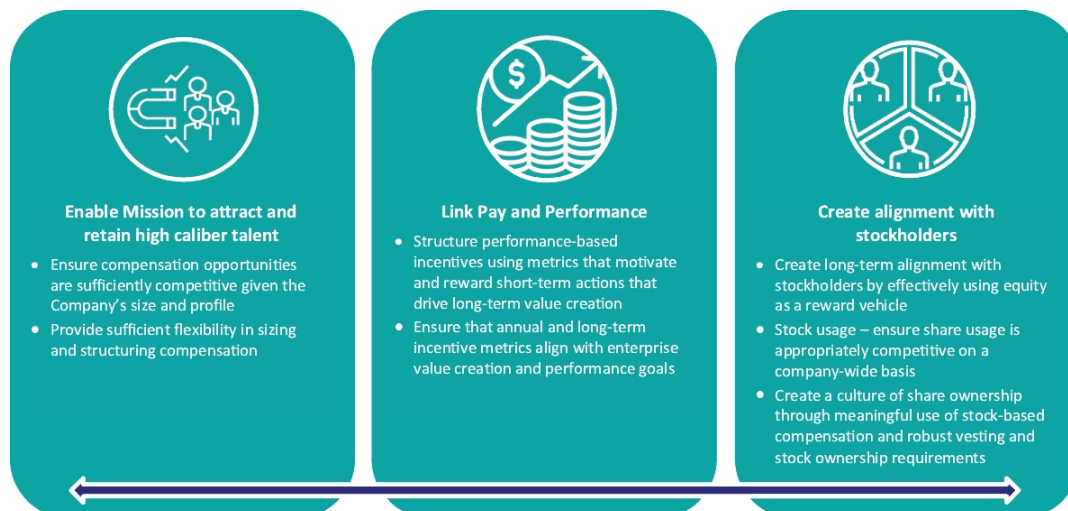 Enable Mission to attract and
retain high caliber talent
• Ensure compensation opportunities
are sufficiently competitive given the
Company’s size and profile
• Provide sufficient flexibility in sizing
and structuring compensation
$
Link Pay and Performance
• Structure performance-based
incentives using metrics that motivate
and reward short-term actions that
drive long-term value creation
• Ensure that annual and long-term
incentive metrics align with enterprise
value creation and performance goals
Create alignment with
stockholders
• Create long-term alignment with
stockholders by effectively using equity
as a reward vehicle
• Stock usage – ensure share usage is
appropriately competitive on a
company-wide basis
• Create a culture of share ownership
through meaningful use of stock-based
compensation and robust vesting and
stock ownership requirements